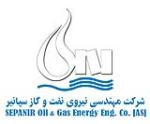 شرکت مهندسی نیروی نفت و گاز سپانیر
SEPANIR Oil & Gas Energy Eng. Co. [AS]